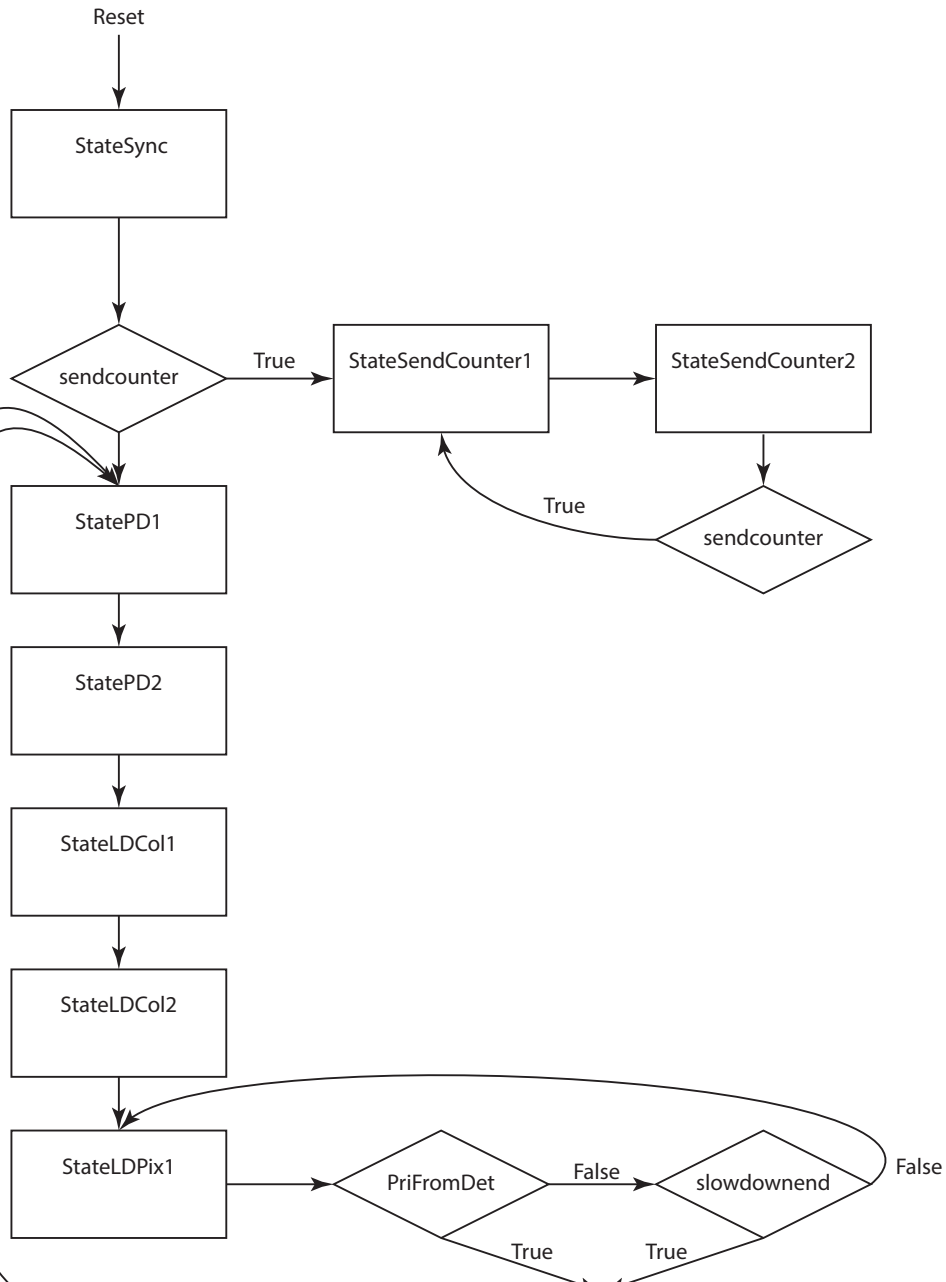 Reset
StateSync
sendcounter
True
StateSendCounter1
StateSendCounter2
StatePD1
True
sendcounter
StatePD2
StateLDCol1
StateLDCol2
StateLDPix1
PriFromDet
False
slowdownend
False
True
True